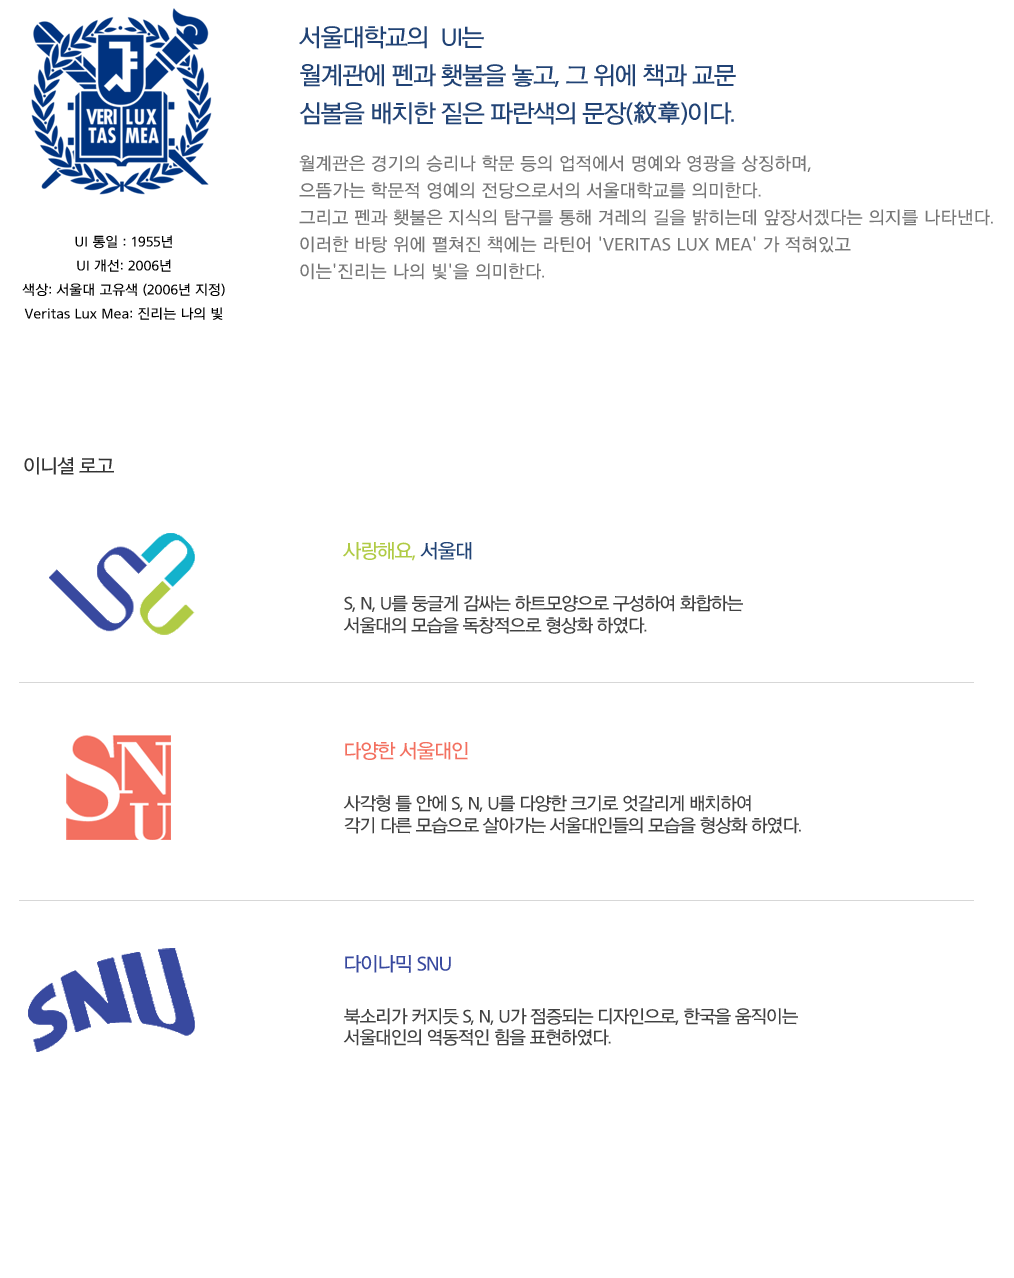 서울대학교의 UI는
월계관에 펜과 횃불을 놓고, 그 위에 책과 교문
심볼을 배치한 짙은 파란색의 문장(紋章)이다.
월계관은 경기의 승리나 학문 등의 업적에서 명예와 영광을 상징하며,
으뜸가는 학문적 영예의 전당으로서의 서울대학교를 의미한다.
그리고 펜과 횃불은 지식의 탐구를 통해 겨레의 길을 밝히는데 앞장서겠다는 의지를 나타낸다.
이러한 바탕 위에 펼쳐진 책에는 라틴어 'VERITAS LUX MEA' 가 적혀있고
이는'진리는 나의 빛'을 의미한다.
VERI LUX
TAS MEA
UI 통일 : 1955년
UI 개선: 2006년
색상: 서울대 고유색 (2006년 지정)
Veritas Lux Mea: 진리는 나의 빛
이니셜 로고
사랑해요, 서울대
S, N, U를 둥글게 감싸는 하트모양으로 구성하여 화합하는
서울대의 모습을 독창적으로 형상화 하였다.
SNU
다양한 서울대인
사각형 틀 안에 S, N, U를 다양한 크기로 엇갈리게 배치하여
각기 다른 모습으로 살아가는 서울대인들의 모습을 형상화 하였다.
SNU
다이나믹 SNU
북소리가 커지듯 S, N, U가 점증되는 디자인으로, 한국을 움직이는
서울대인의 역동적인 힘을 표현하였다.